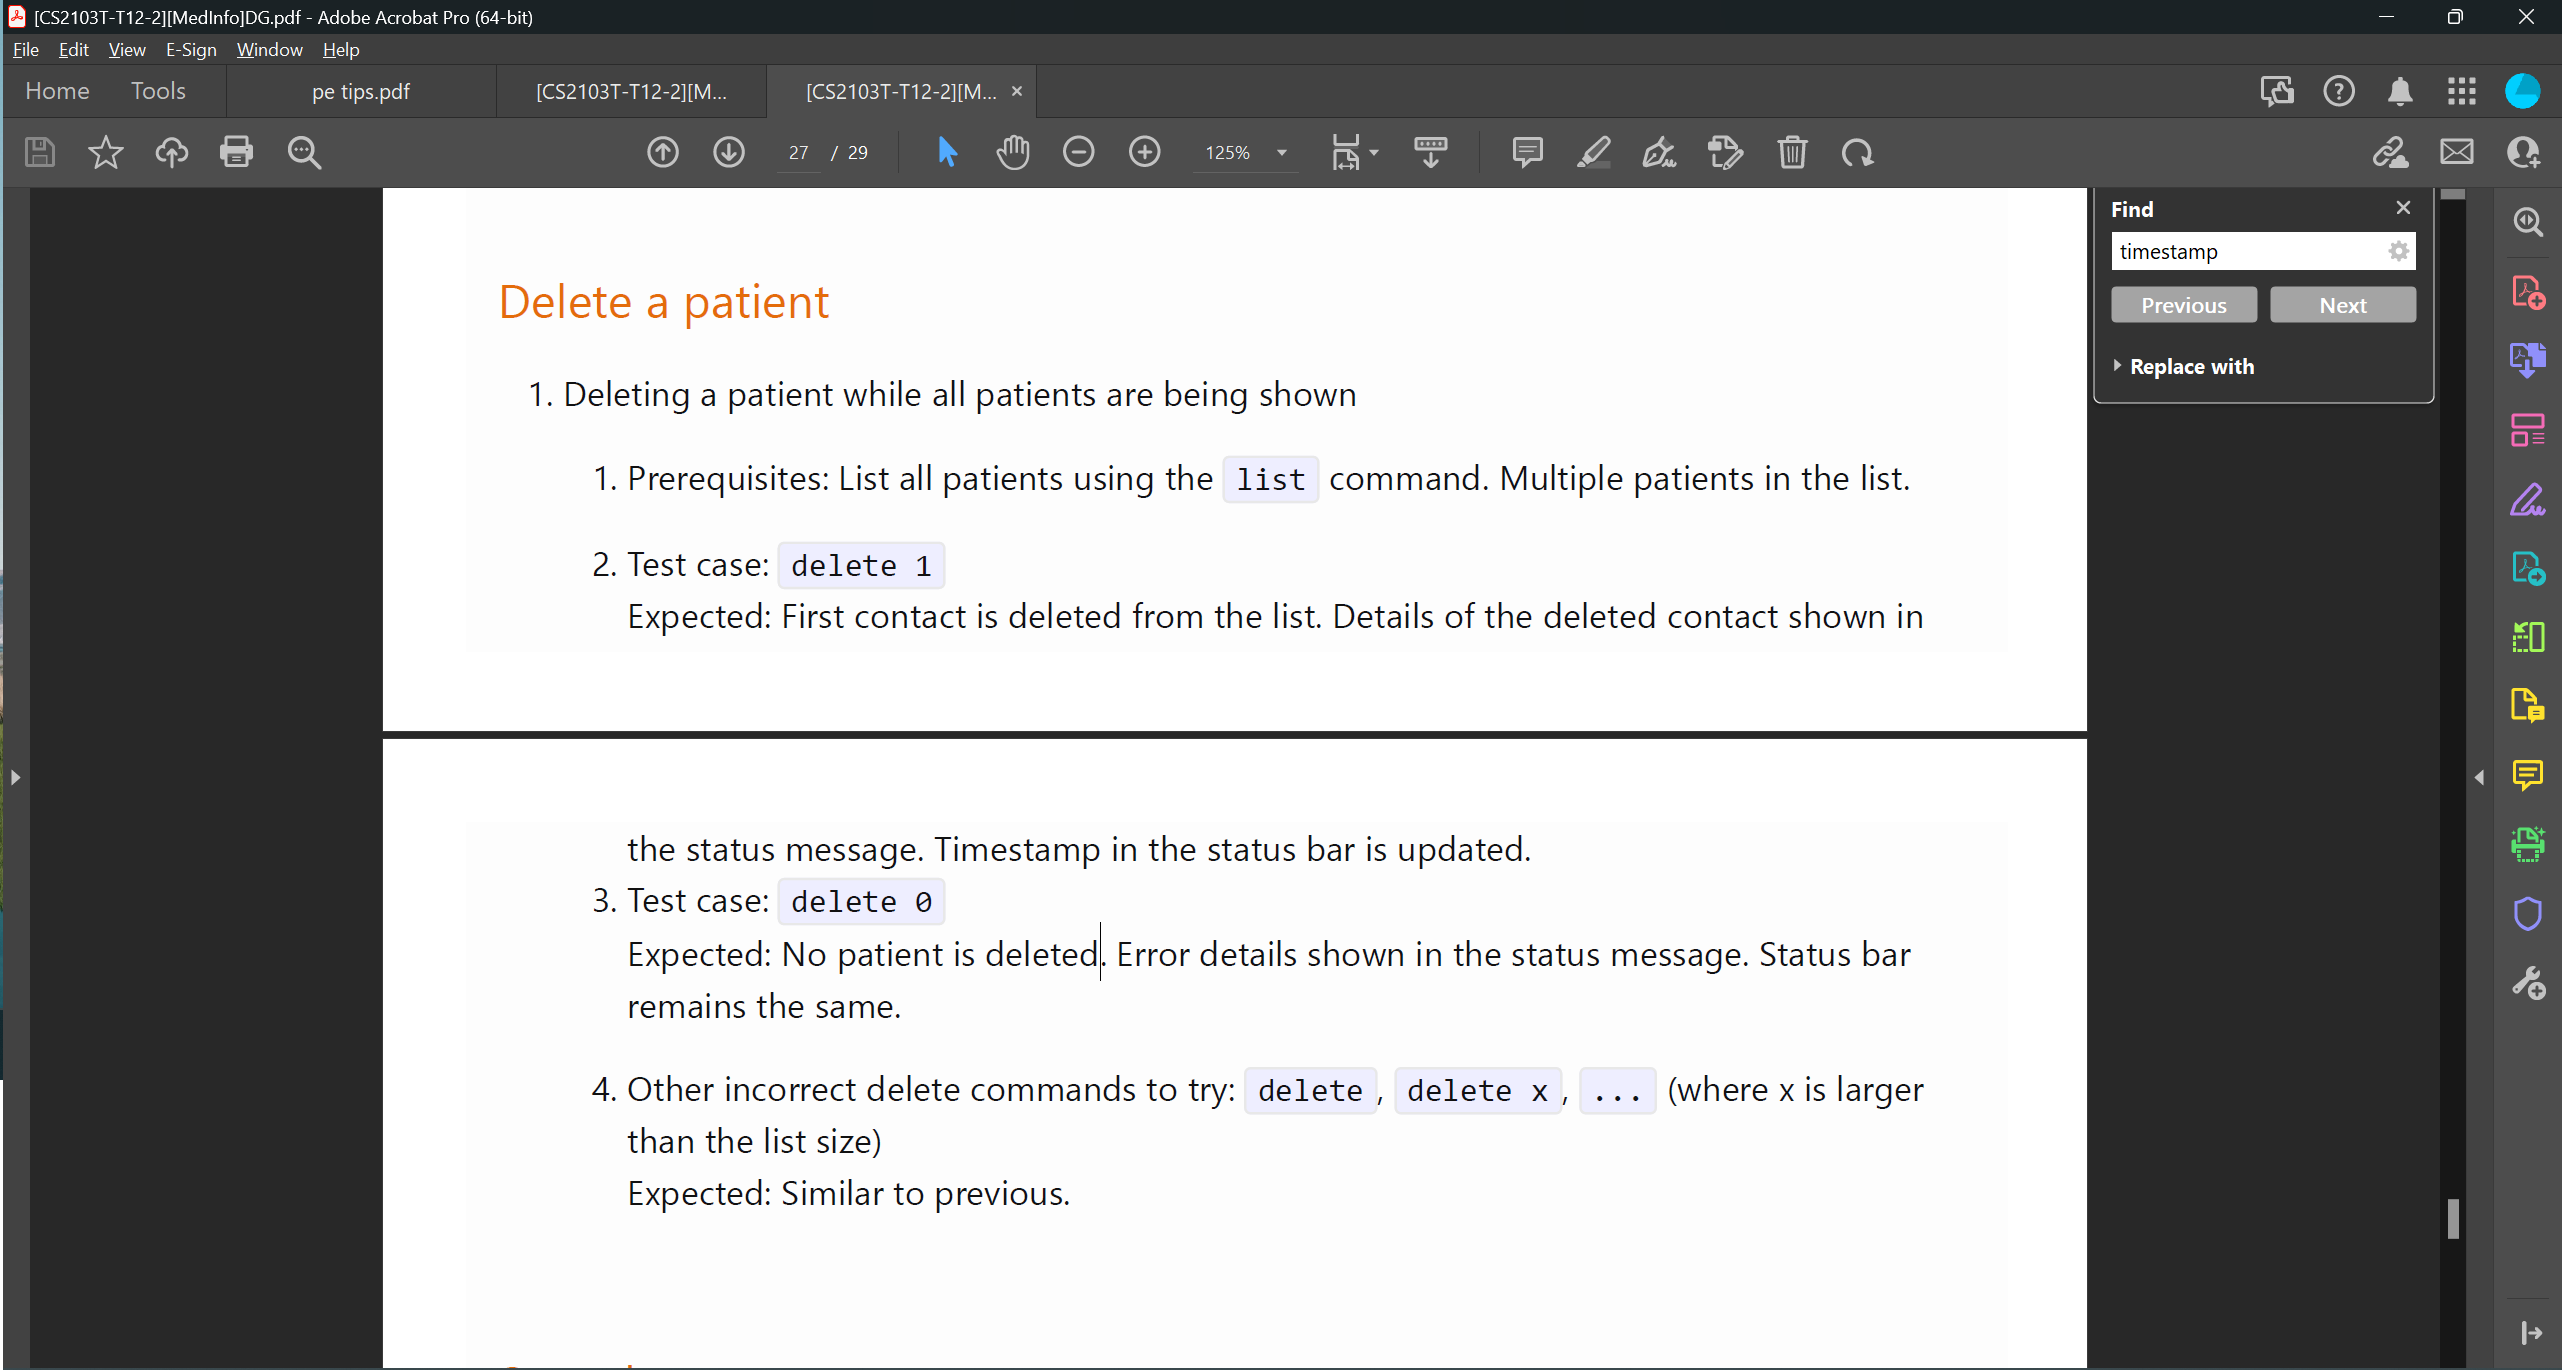 [CS2103T-T12-2][MedInfo]DG.pdf - Adobe Acrobat Pro (64-bit)
File Edit View E-Sign Window Help
Home Tools pe tips.pdf [CS2103T-T12-2][M... [CS2103T-T12-2][M... ×
27 / 29 125%
Find
timestamp
Previous Next
Replace with
Delete a patient
1. Deleting a patient while all patients are being shown
1. Prerequisites: List all patients using the list command. Multiple patients in the list.
2. Test case: delete 1
Expected: First contact is deleted from the list. Details of the deleted contact shown in
the status message. Timestamp in the status bar is updated.
3. Test case: delete 0
Expected: No patient is deleted. Error details shown in the status message. Status bar
remains the same.
4. Other incorrect delete commands to try: delete, delete x, ... (where x is larger
than the list size)
Expected: Similar to previous.